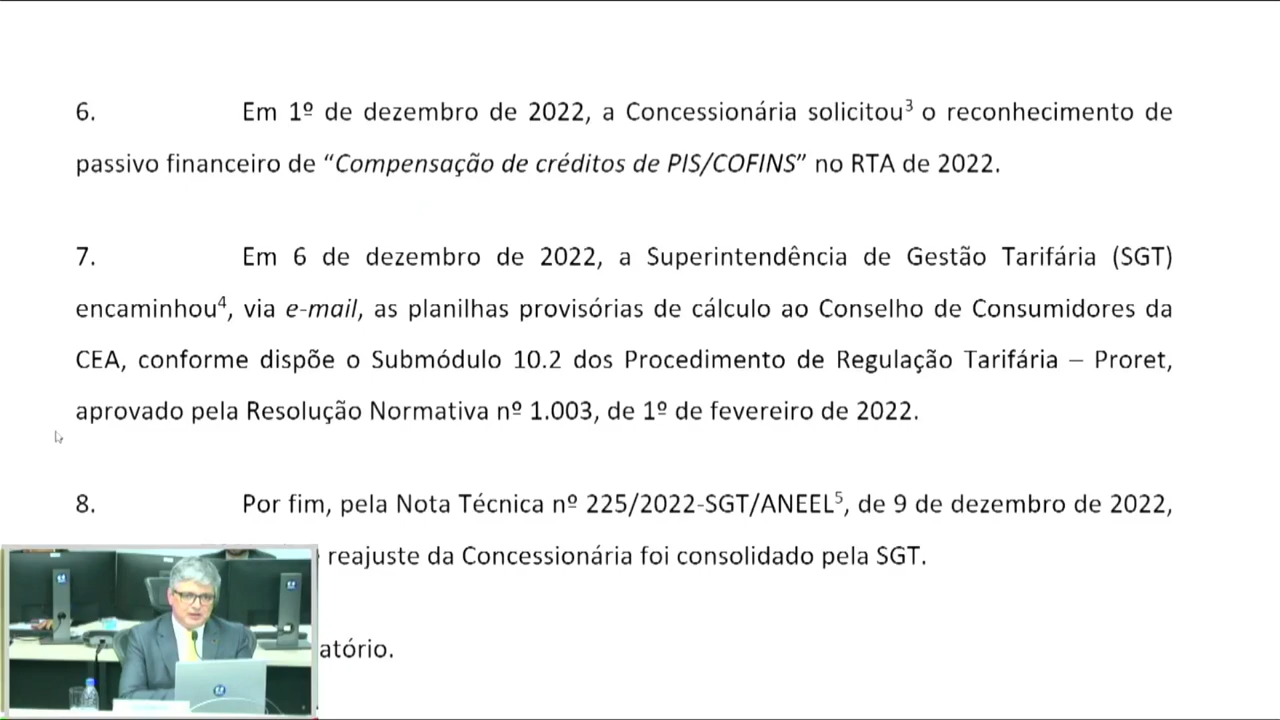 6. Em 1º de dezembro de 2022, a Concessionária solicitou³ o reconhecimento de
passivo financeiro de “Compensação de créditos de PIS/COFINS” no RTA de 2022.
7. Em 6 de dezembro de 2022, a Superintendência de Gestão Tarifária (SGT)
encaminhou⁴, via e-mail, as planilhas provisórias de cálculo ao Conselho de Consumidores da
CEA, conforme dispõe o Submódulo 10.2 dos Procedimento de Regulação Tarifária – Proret,
aprovado pela Resolução Normativa nº 1.003, de 1º de fevereiro de 2022.
8. Por fim, pela Nota Técnica nº 225/2022-SGT/ANEEL⁵, de 9 de dezembro de 2022,
reajuste da Concessionária foi consolidado pela SGT.
atório.